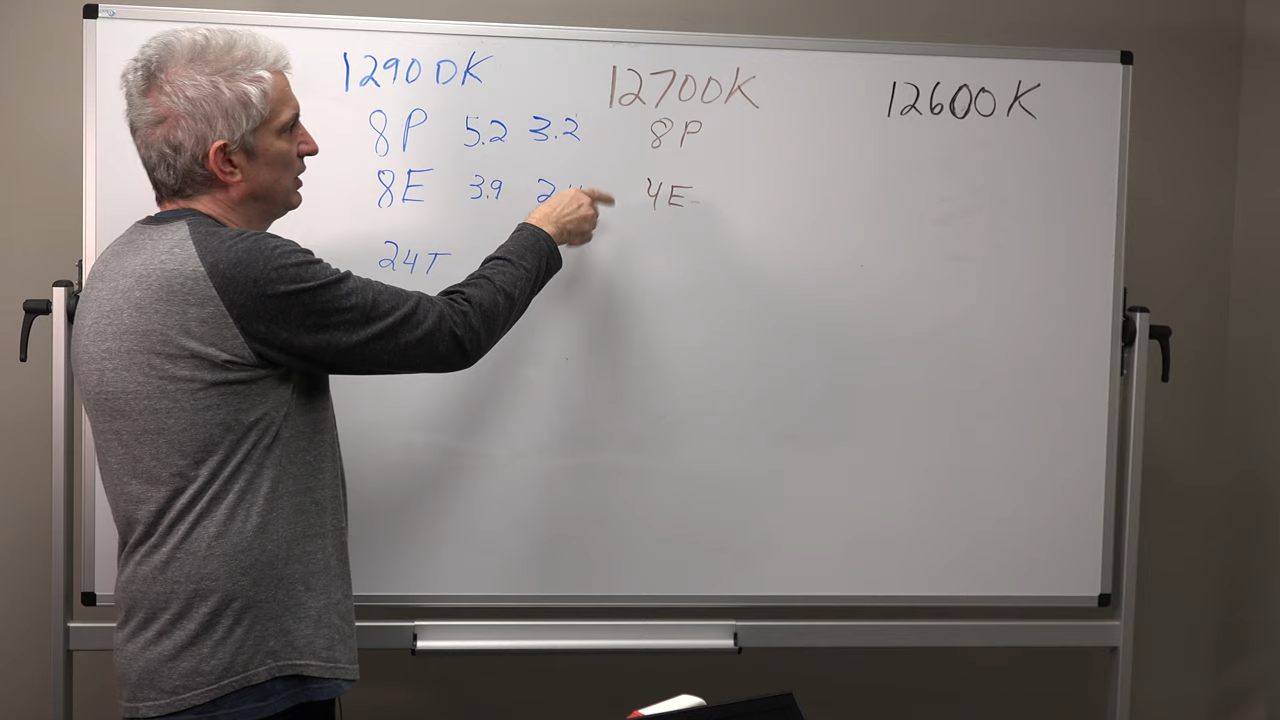 12900K
8P 5.2 3.2
8E 3.9
24T
12700K
8P
4E
12600K